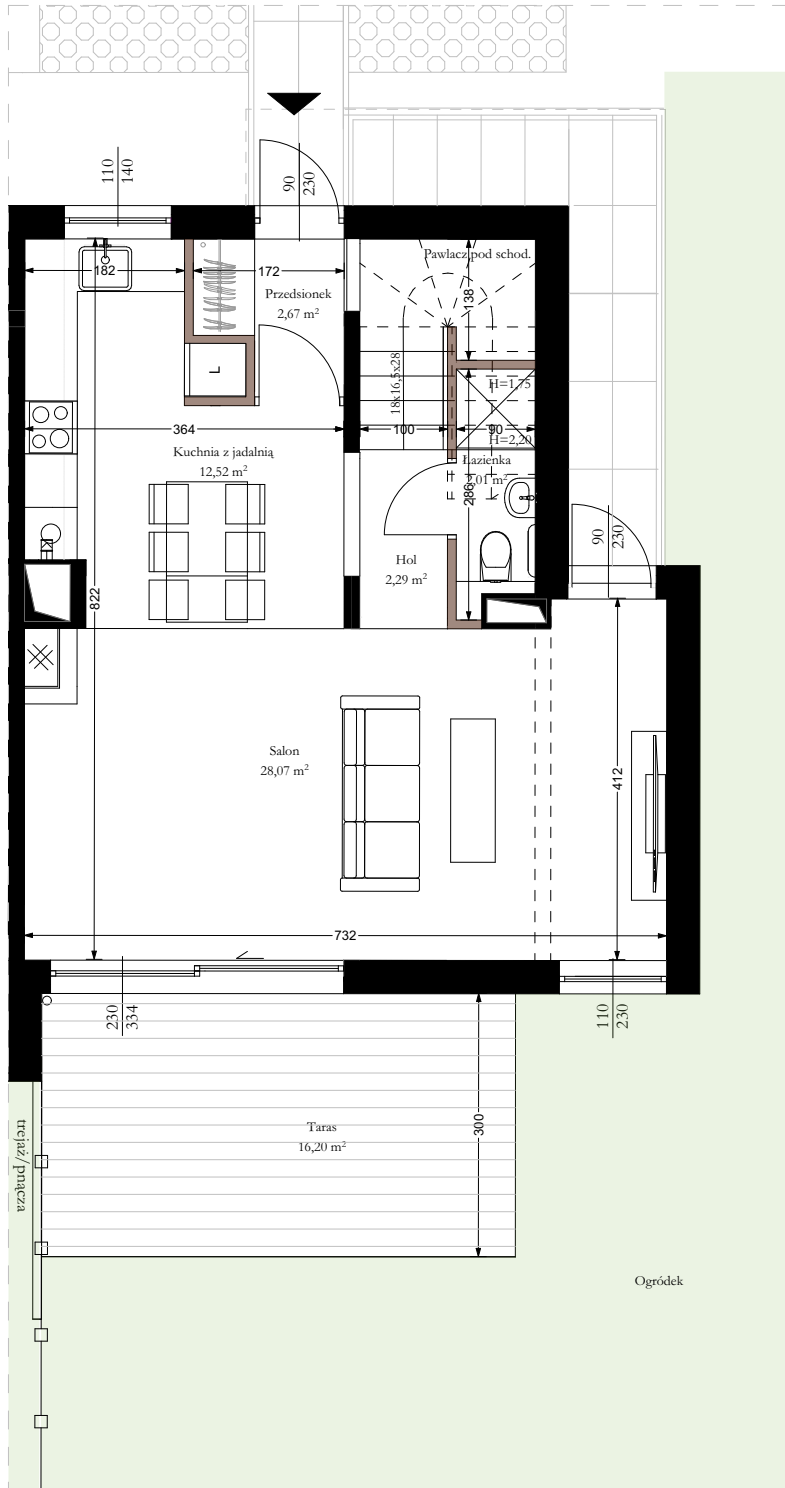 110
140
90
230
182
172
Pawlacz pod schod.
138
Przedsionek
2,67 m²
L
18x16,5x28
H=1,75
364
100
90
H=2,20
Kuchnia z jadalnią
12,52 m²
Łazienka
2,01 m²
286
90
230
Hol
2,29 m²
822
Salon
28,07 m²
412
732
230
334
110
230
Taras
16,20 m²
300
trejaż/pnącza
Ogródek